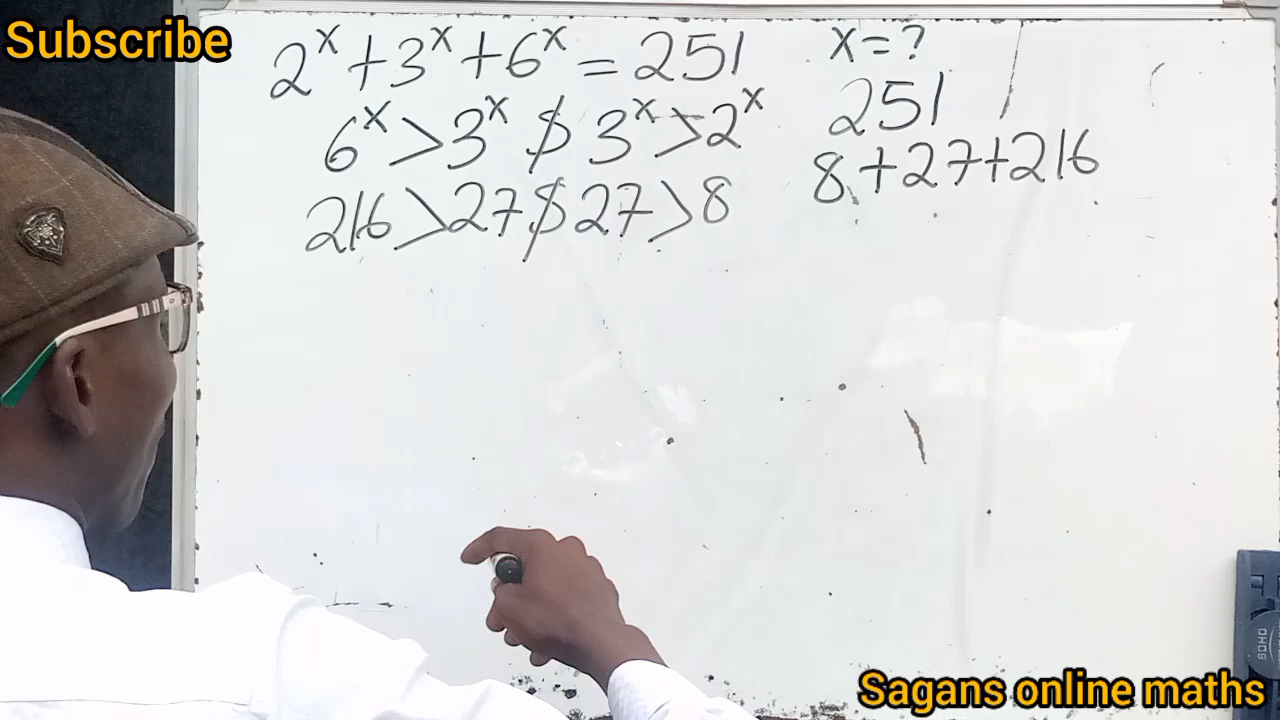 Subscribe
2^x + 3^x + 6^x = 251 x = ?
6^x > 3^x $ 3^x > 2^x 251
216 > 27 $ 27 > 8 8 + 27 + 216
SOHO
Sagans online maths